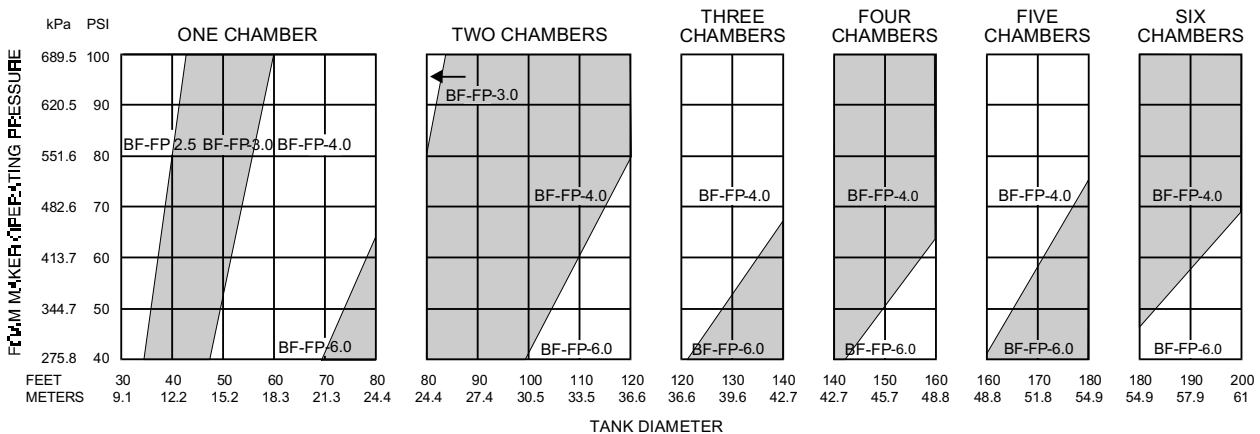 kPa PSI
ONE CHAMBER
TWO CHAMBERS
THREE CHAMBERS
FOUR CHAMBERS
FIVE CHAMBERS
SIX CHAMBERS
FOAM MAKER OPERATING PRESSURE
689.5 100
620.5 90
551.6 80
482.6 70
413.7 60
344.7 50
275.8 40
BF-FP 2.5 BF-FP-3.0 BF-FP-4.0
BF-FP-6.0
BF-FP-3.0
BF-FP-4.0
BF-FP-6.0
BF-FP-4.0
BF-FP-6.0
BF-FP-4.0
BF-FP-6.0
BF-FP-4.0
BF-FP-6.0
BF-FP-4.0
BF-FP-6.0
FEET 30 40 50 60 70 80 80 90 100 110 120 120 130 140 140 150 160 160 170 180 180 190 200
METERS 9.1 12.2 15.2 18.3 21.3 24.4 24.4 27.4 30.5 33.5 36.6 36.6 39.6 42.7 42.7 45.7 48.8 48.8 51.8 54.9 54.9 57.9 61
TANK DIAMETER